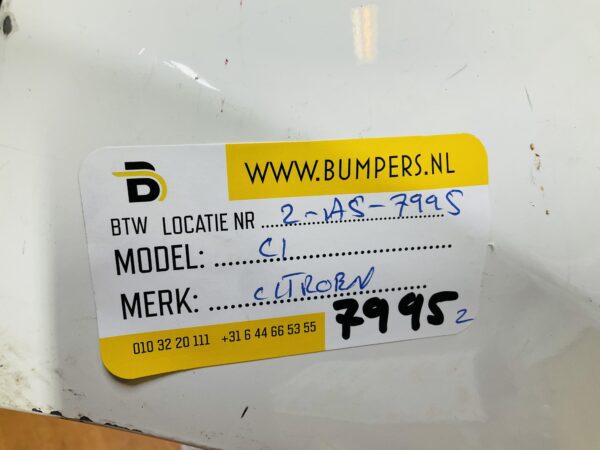 WWW.BUMPERS.NL
BTW LOCATIE NR 2-AS-7995
MODEL: C1
MERK: CITROEN
7995 2
010 32 20 111 +31 6 44 66 53 55